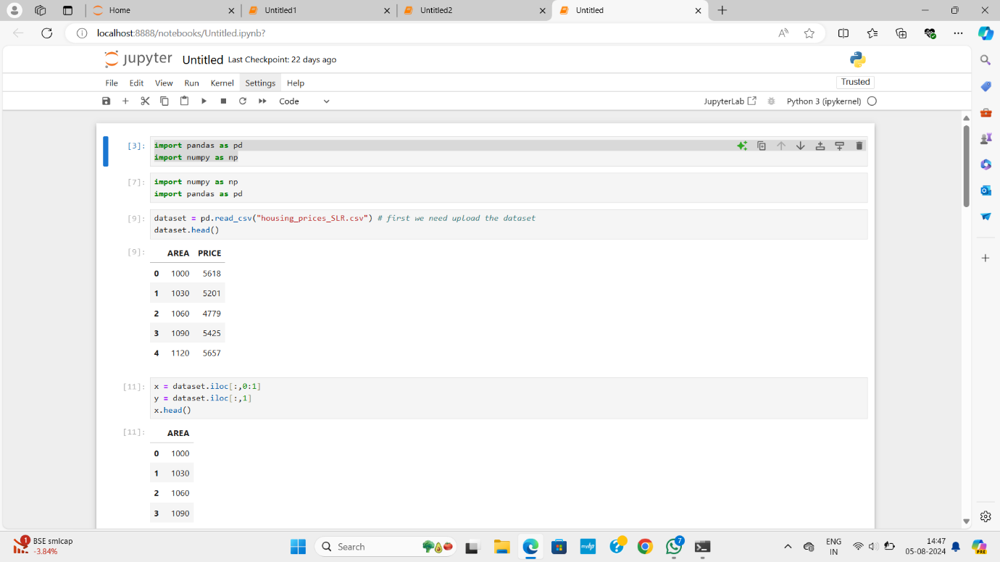 Home
Untitled1
Untitled2
Untitled
localhost:8888/notebooks/Untitled.ipynb?
jupyter Untitled Last Checkpoint: 22 days ago
File Edit View Run Kernel Settings Help
Trusted
Code
JupyterLab
Python 3 (ipykernel)
[3]:
import pandas as pd
import numpy as np
[7]:
import numpy as np
import pandas as pd
[9]:
dataset = pd.read_csv("housing_prices_SLR.csv") # first we need upload the dataset
dataset.head()
[9]:
AREA PRICE
0 1000 5618
1 1030 5201
2 1060 4779
3 1090 5425
4 1120 5657
[11]:
x = dataset.iloc[:,0:1]
y = dataset.iloc[:,1]
x.head()
[11]:
AREA
0 1000
1 1030
2 1060
3 1090
1
BSE smlcap
-3.84%
Search
myhp
7
ENG
IN
14:47
05-08-2024
PRE